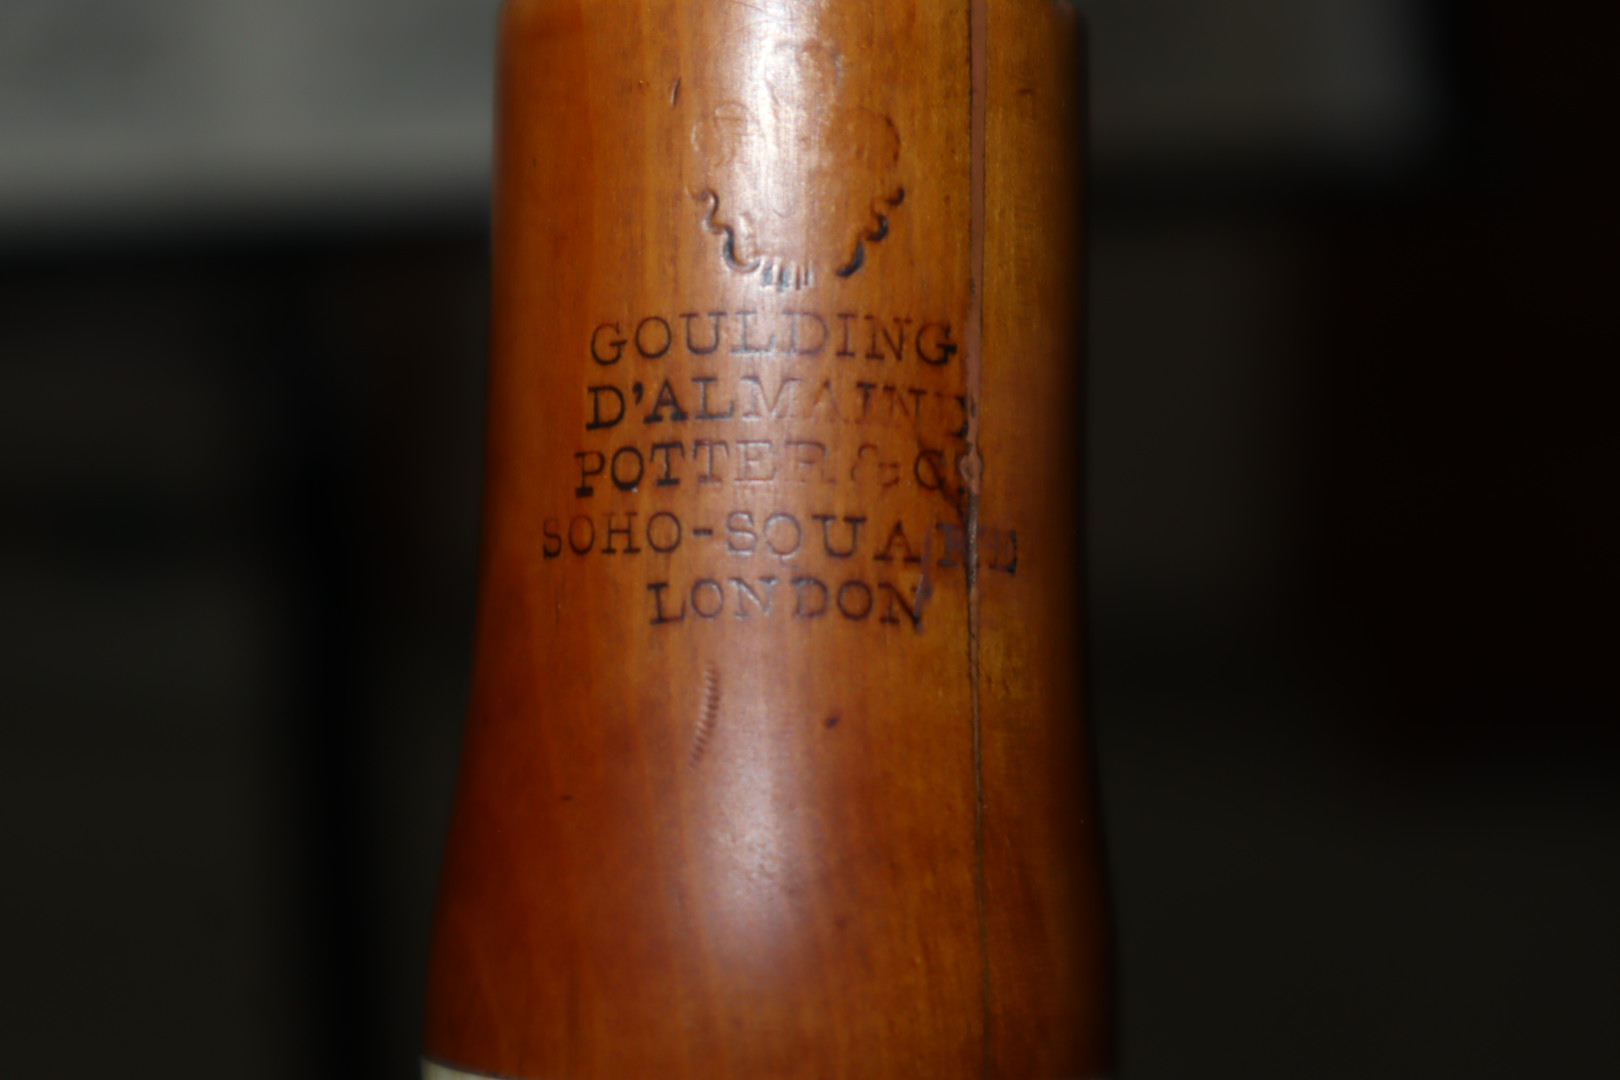 GOULDING
D'ALMAINE
POTTER & CO
SOHO-SQUARE
LONDON